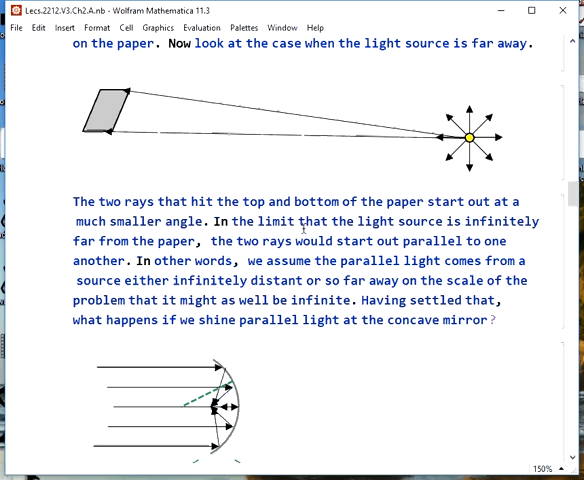 Lecs.2212.V3.Ch2.A.nb - Wolfram Mathematica 11.3
File Edit Insert Format Cell Graphics Evaluation Palettes Window Help
on the paper. Now look at the case when the light source is far away.
The two rays that hit the top and bottom of the paper start out at a
much smaller angle. In the limit that the light source is infinitely
far from the paper, the two rays would start out parallel to one
another. In other words, we assume the parallel light comes from a
source either infinitely distant or so far away on the scale of the
problem that it might as well be infinite. Having settled that,
what happens if we shine parallel light at the concave mirror?
150%